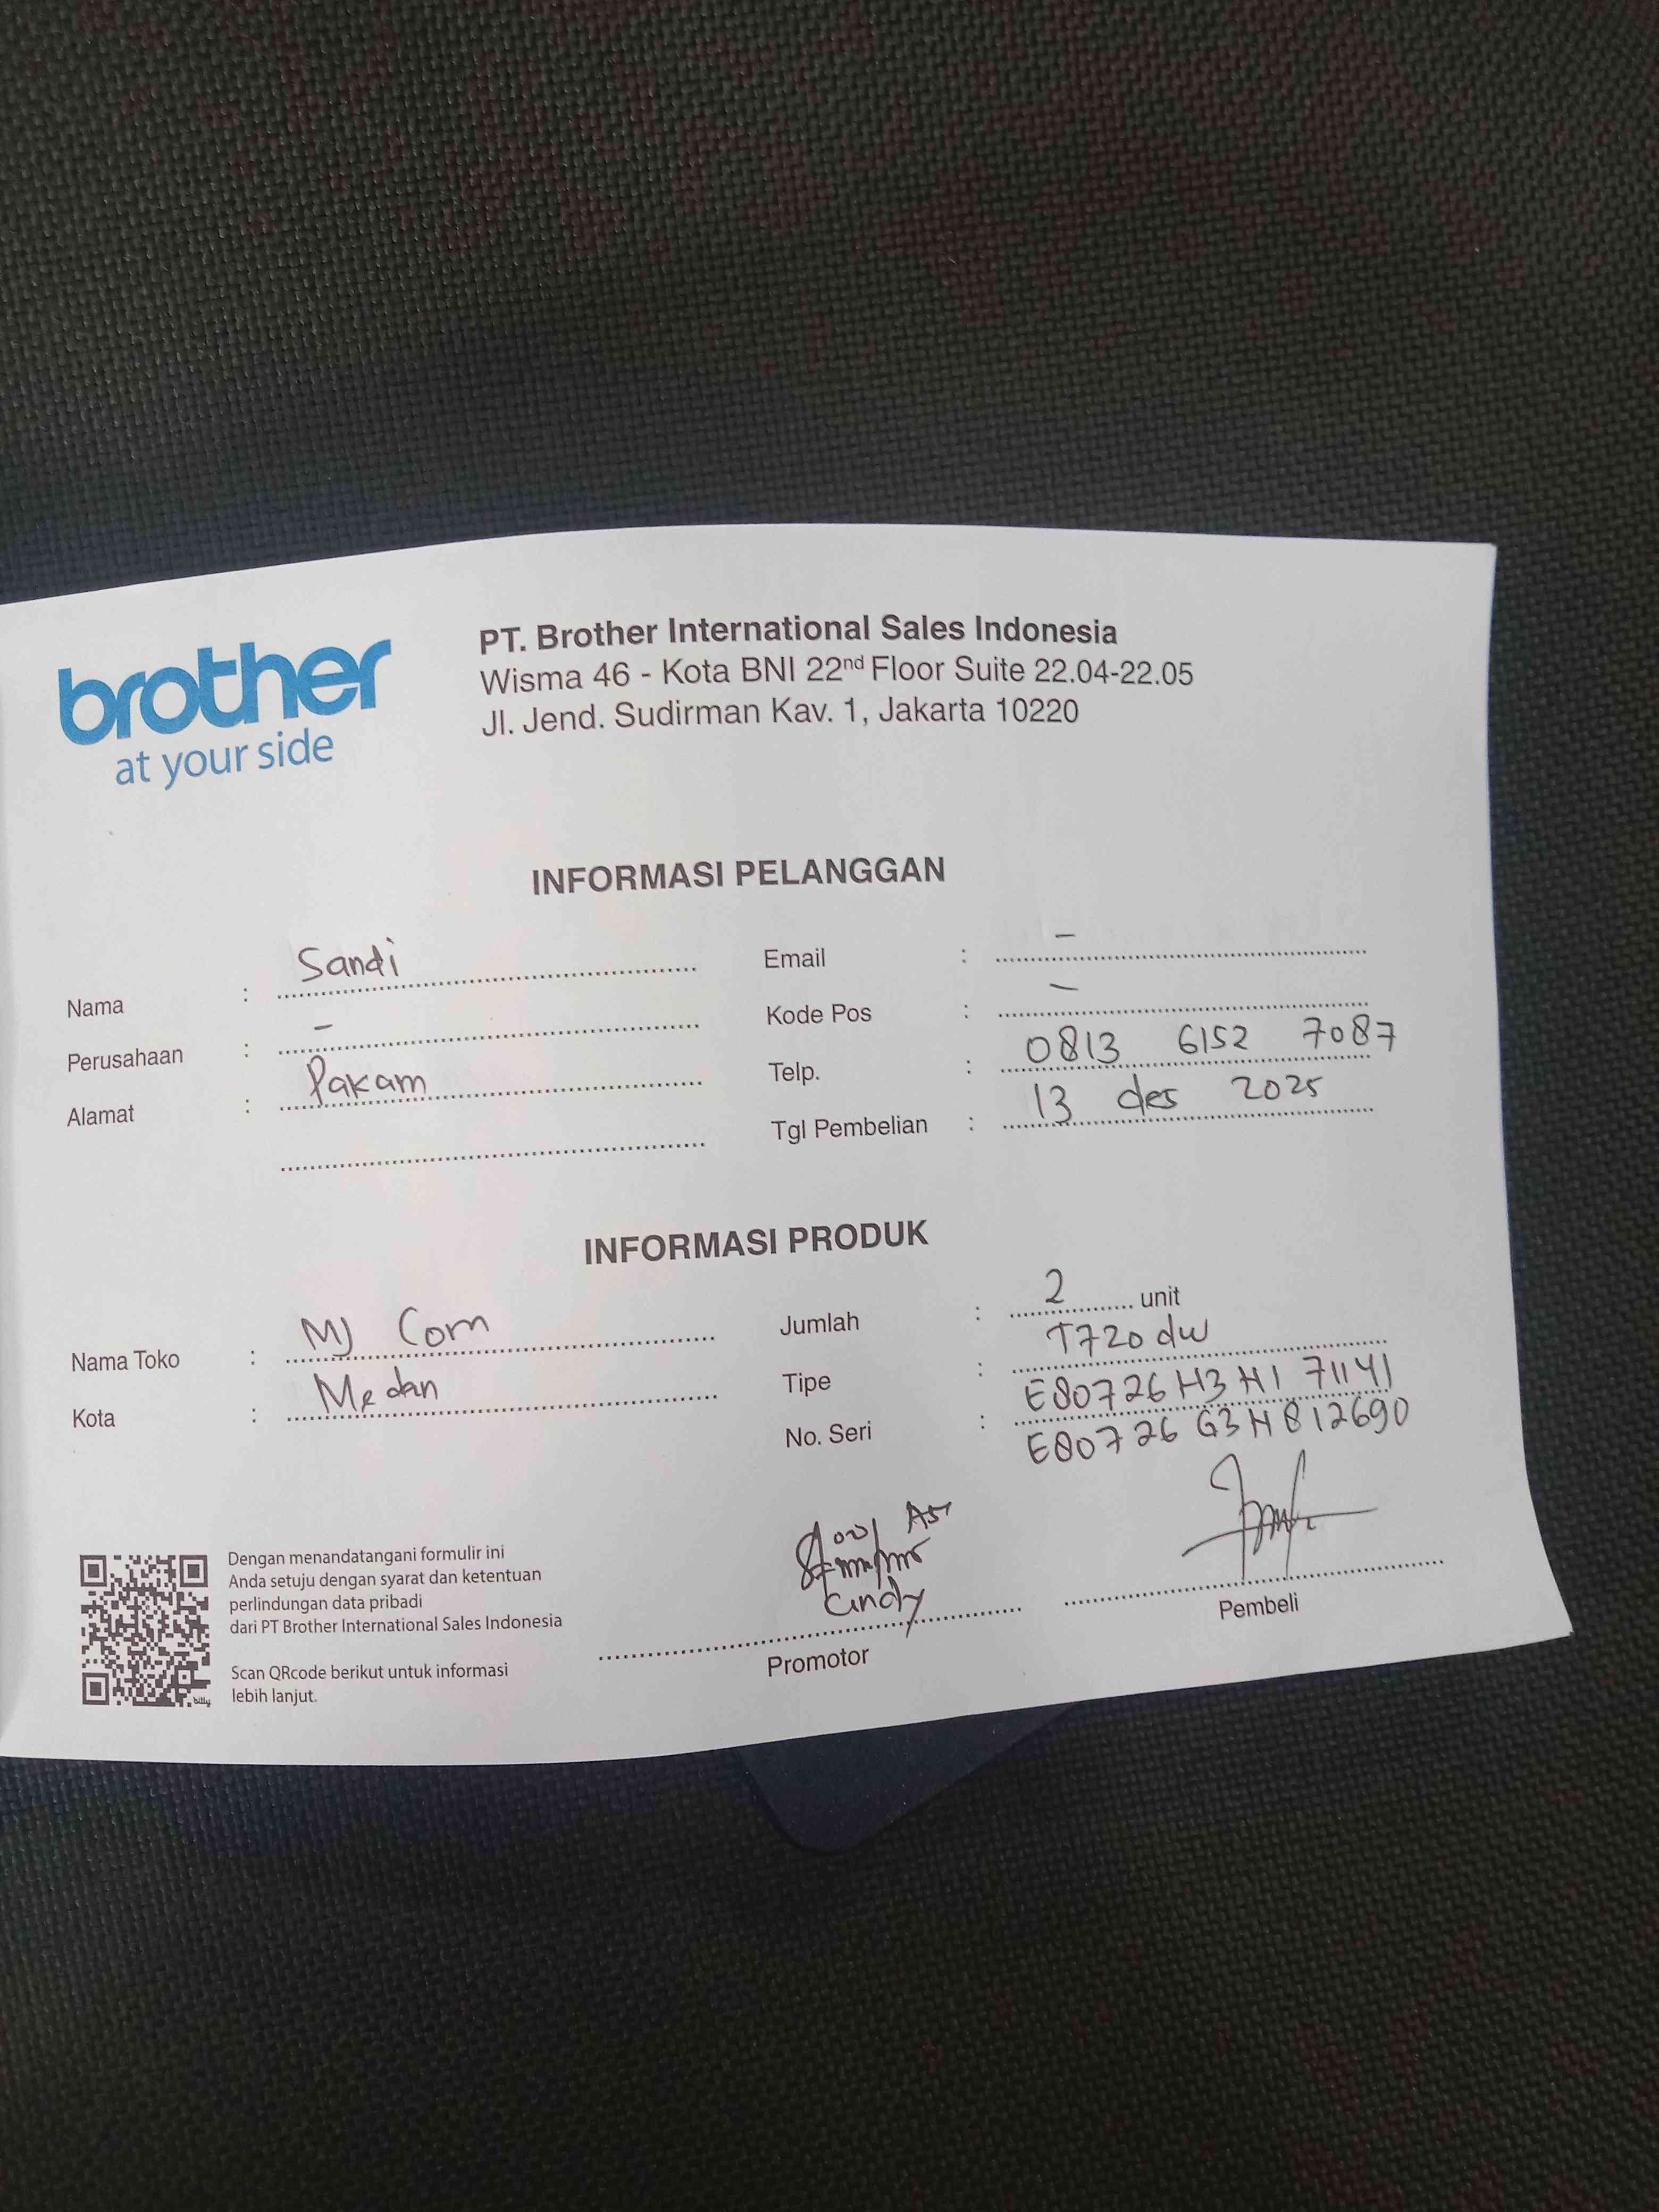 brother
at your side
PT. Brother International Sales Indonesia
Wisma 46 - Kota BNI 22nd Floor Suite 22.04-22.05
Jl. Jend. Sudirman Kav. 1, Jakarta 10220
INFORMASI PELANGGAN
Nama : Sandi
Perusahaan : -
Alamat : Pakam
Email : -
Kode Pos : -
Telp. : 0813 6152 7087
Tgl Pembelian : 13 des 2025
INFORMASI PRODUK
Nama Toko : MJ Com
Kota : Medan
Jumlah : 2 unit
Tipe : T720dw
No. Seri : E80726H3H171141
E80726G3H812690
Dengan menandatangani formulir ini
Anda setuju dengan syarat dan ketentuan
perlindungan data pribadi
dari PT Brother International Sales Indonesia
Scan QRcode berikut untuk informasi
lebih lanjut.
billy
Cindy
Promotor
Pembeli